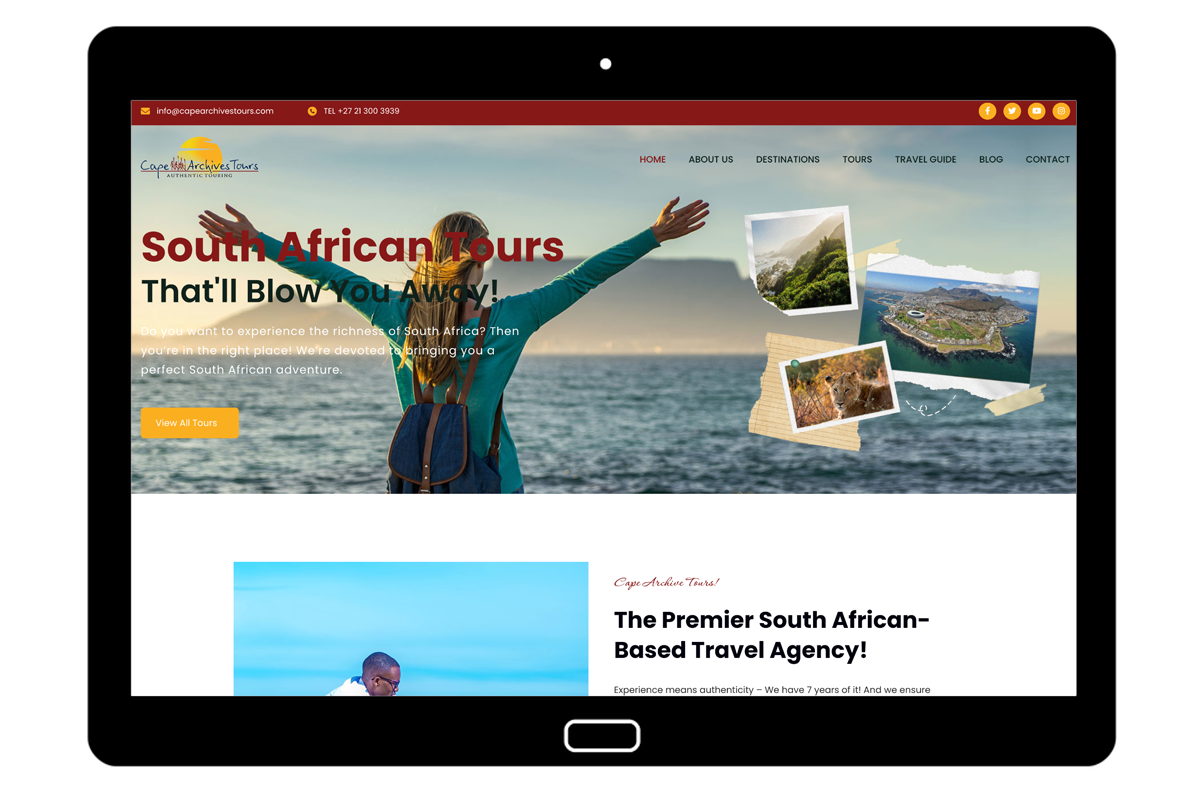 info@capearchivestours.com
TEL +27 21 300 3939
Cape Archives Tours
AUTHENTIC TOURING
HOME
ABOUT US
DESTINATIONS
TOURS
TRAVEL GUIDE
BLOG
CONTACT
South African Tours
That'll Blow You Away!
Do you want to experience the richness of South Africa? Then
you're in the right place! We're devoted to bringing you a
perfect South African adventure.
View All Tours
Cape Archive Tours!
The Premier South African-
Based Travel Agency!
Experience means authenticity – We have 7 years of it! And we ensure